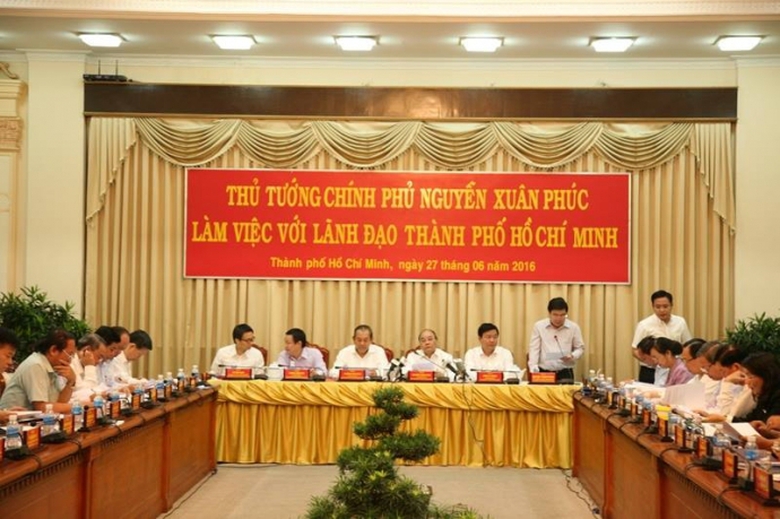 THỦ TƯỚNG CHÍNH PHỦ NGUYỄN XUÂN PHÚC
LÀM VIỆC VỚI LÃNH ĐẠO THÀNH PHỐ HỒ CHÍ MINH
Thành phố Hồ Chí Minh, ngày 27 tháng 06 năm 2016